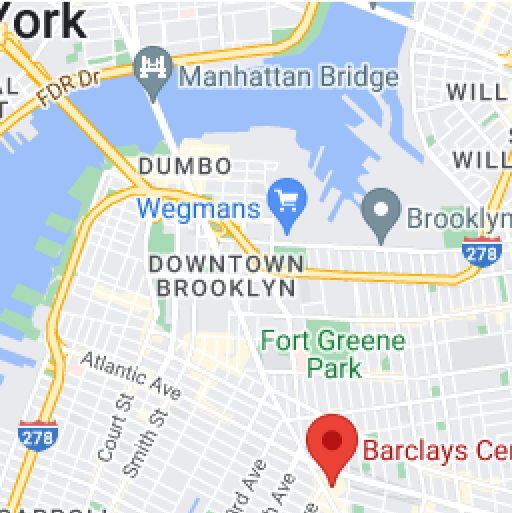 York
FDR Dr
Manhattan Bridge
WILL
DUMBO
WILL
Wegmans
Brooklyn
278
DOWNTOWN
BROOKLYN
Fort Greene
Park
Atlantic Ave
Court St
Smith St
278
Barclays Cen
3rd Ave
h Ave